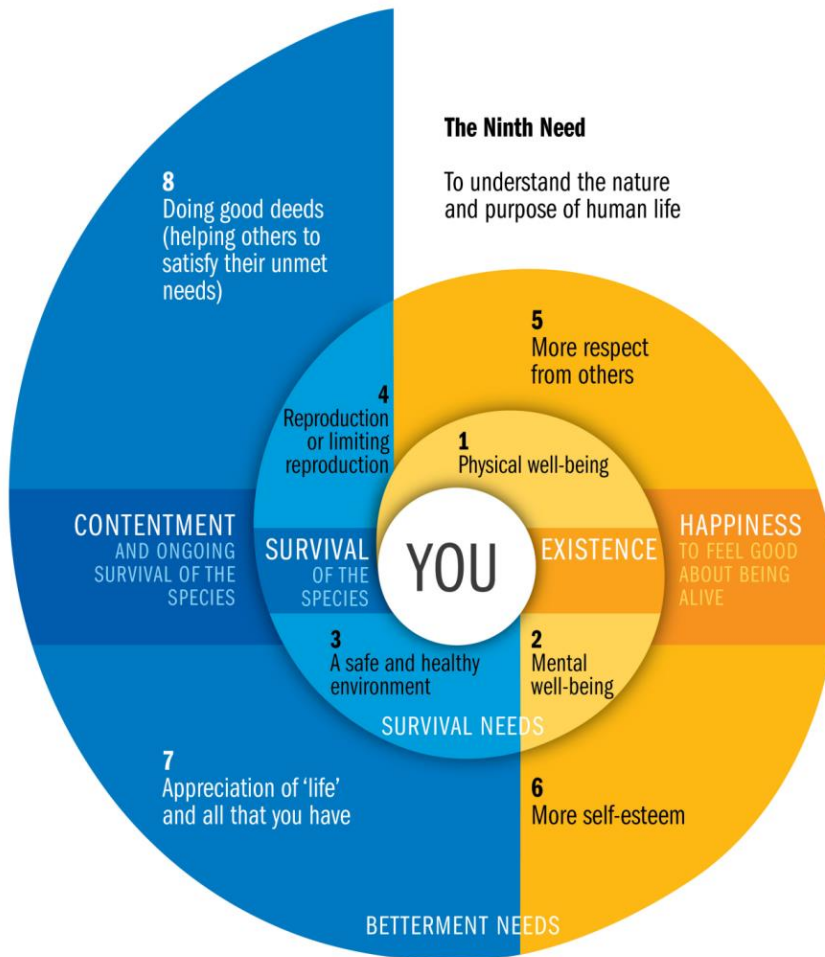 The Ninth Need
To understand the nature
and purpose of human life
8
Doing good deeds
(helping others to
satisfy their unmet
needs)
5
More respect
from others
4
Reproduction
or limiting
reproduction
1
Physical well-being
CONTENTMENT
AND ONGOING
SURVIVAL OF THE
SPECIES
SURVIVAL
OF THE
SPECIES
YOU
EXISTENCE
HAPPINESS
TO FEEL GOOD
ABOUT BEING
ALIVE
3
A safe and healthy
environment
2
Mental
well-being
SURVIVAL NEEDS
7
Appreciation of ‘life’
and all that you have
6
More self-esteem
BETTERMENT NEEDS